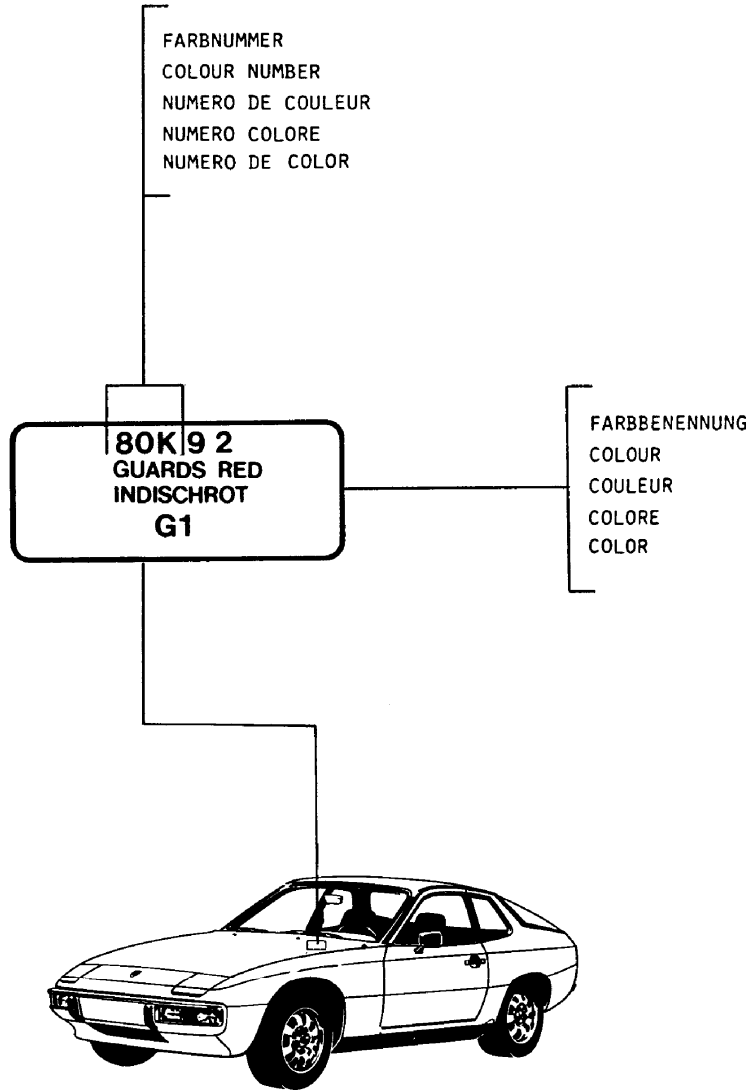 FARBNUMMER
COLOUR NUMBER
NUMERO DE COULEUR
NUMERO COLORE
NUMERO DE COLOR
80K 9 2
GUARDS RED
INDISCHROT
G1
FARBBENENNUNG
COLOUR
COULEUR
COLORE
COLOR